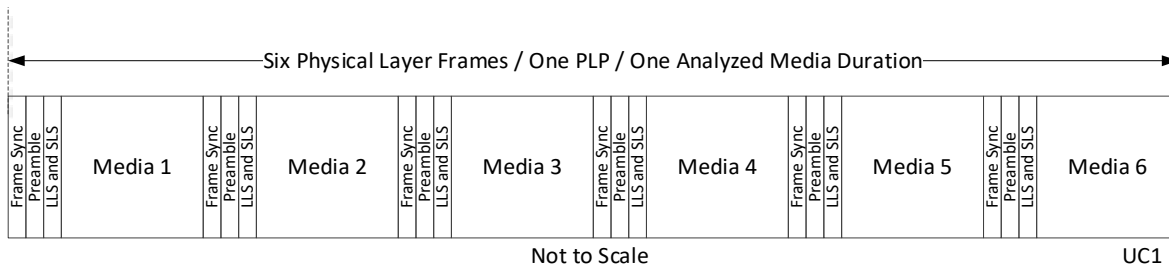 Six Physical Layer Frames / One PLP / One Analyzed Media Duration
Frame Sync
Preamble
LLS and SLS
Media 1
Frame Sync
Preamble
LLS and SLS
Media 2
Frame Sync
Preamble
LLS and SLS
Media 3
Frame Sync
Preamble
LLS and SLS
Media 4
Frame Sync
Preamble
LLS and SLS
Media 5
Frame Sync
Preamble
LLS and SLS
Media 6
Not to Scale
UC1